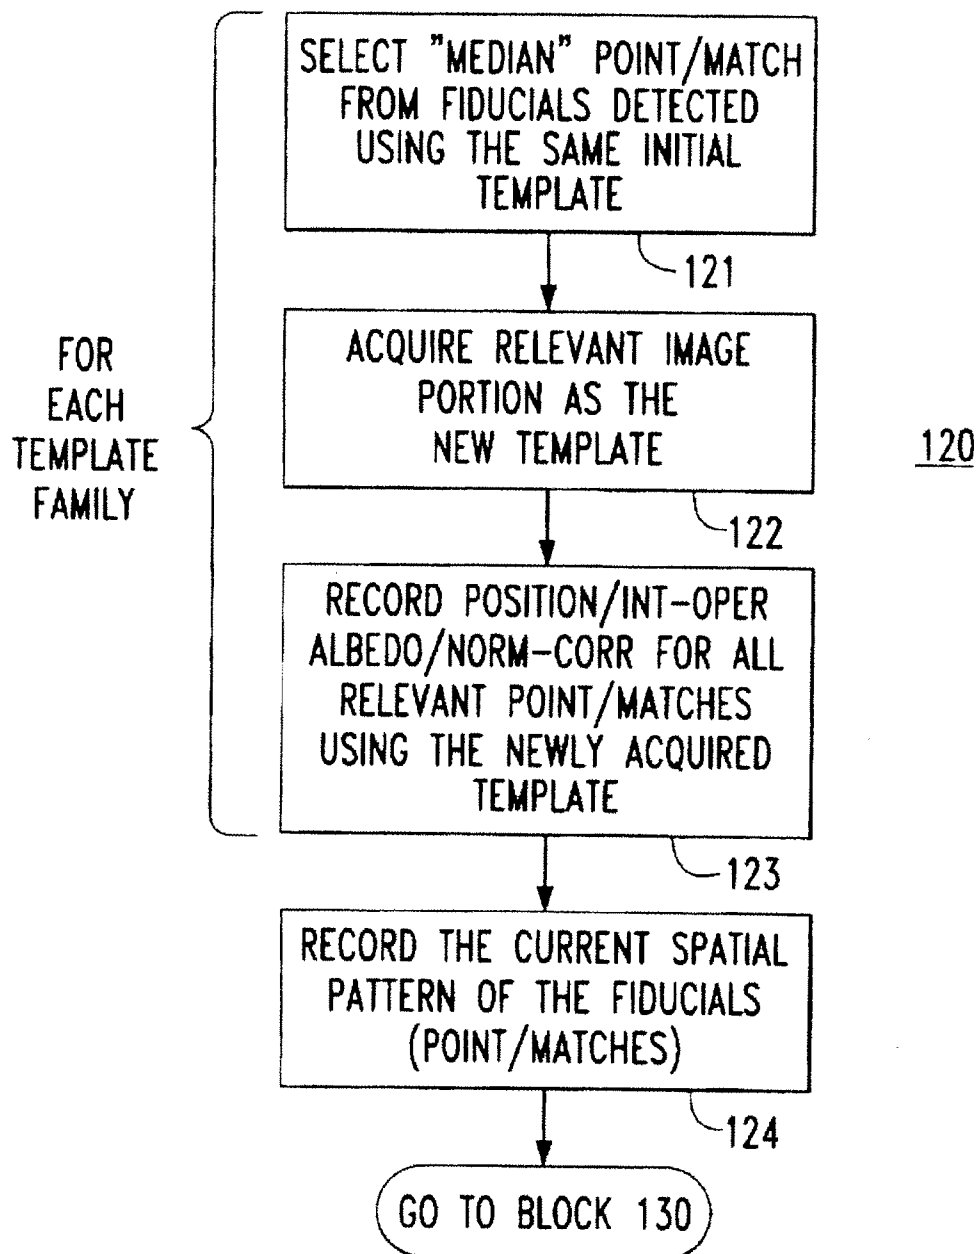 SELECT "MEDIAN" POINT/MATCH
FROM FIDUCIALS DETECTED
USING THE SAME INITIAL
TEMPLATE
121
FOR
EACH
TEMPLATE
FAMILY
ACQUIRE RELEVANT IMAGE
PORTION AS THE
NEW TEMPLATE
122
120
RECORD POSITION/INT-OPER
ALBEDO/NORM-CORR FOR ALL
RELEVANT POINT/MATCHES
USING THE NEWLY ACQUIRED
TEMPLATE
123
RECORD THE CURRENT SPATIAL
PATTERN OF THE FIDUCIALS
(POINT/MATCHES)
124
GO TO BLOCK 130